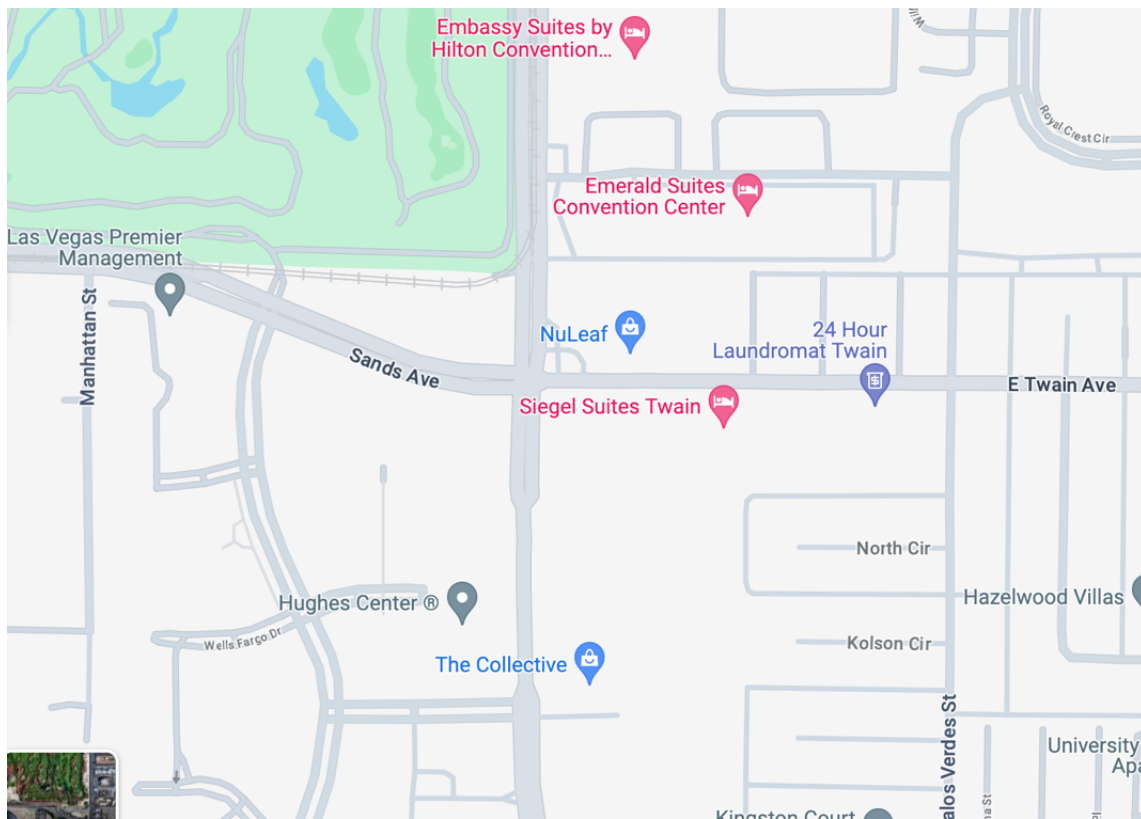 Embassy Suites by
Hilton Convention...
Royal Crest Cir
Emerald Suites
Convention Center
Las Vegas Premier
Management
Manhattan St
Sands Ave
NuLeaf
24 Hour
Laundromat Twain
E Twain Ave
Siegel Suites Twain
North Cir
Hughes Center ®
Hazelwood Villas
Wells Fargo Dr
Kolson Cir
The Collective
alos Verdes St
University
Apa
Kingston Court